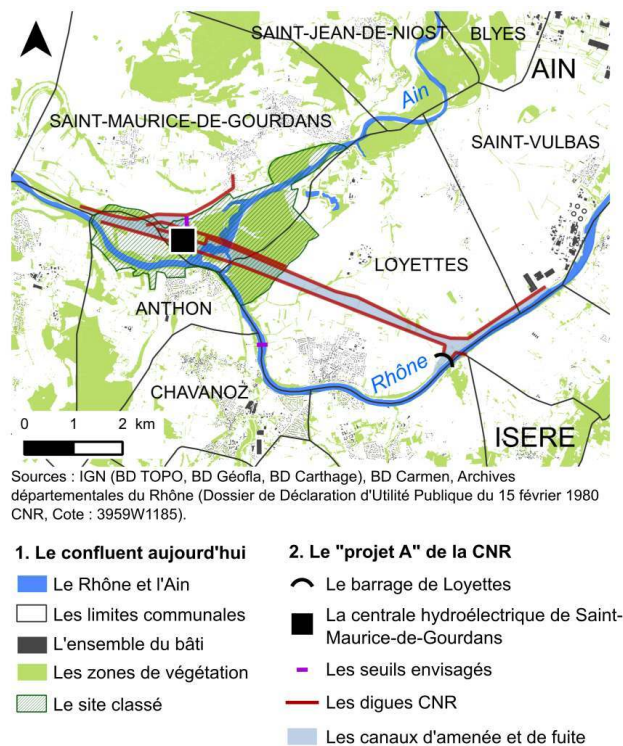 SAINT-JEAN-DE-NIOST
BLYES
AIN
Ain
SAINT-MAURICE-DE-GOURDANS
SAINT-VULBAS
LOYETTES
ANTHON
Rhône
CHAVANOZ
0 1 2 km
ISERE
Sources : IGN (BD TOPO, BD Géofla, BD Carthage), BD Carmen, Archives
départementales du Rhône (Dossier de Déclaration d'Utilité Publique du 15 février 1980
CNR, Cote : 3959W1185).
1. Le confluent aujourd'hui
Le Rhône et l'Ain
Les limites communales
L'ensemble du bâti
Les zones de végétation
Le site classé
2. Le "projet A" de la CNR
Le barrage de Loyettes
La centrale hydroélectrique de Saint-
Maurice-de-Gourdans
Les seuils envisagés
Les digues CNR
Les canaux d'amenée et de fuite